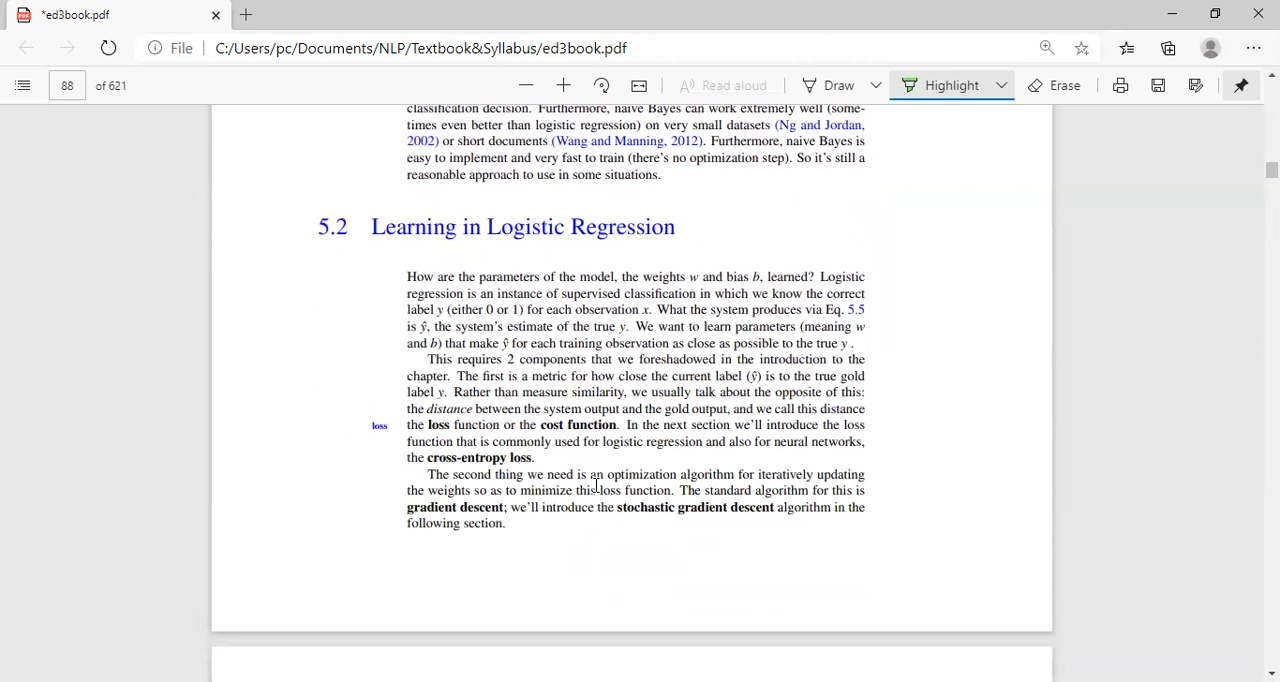 *ed3book.pdf
File C:/Users/pc/Documents/NLP/Textbook&Syllabus/ed3book.pdf
88 of 621 Read aloud Draw Highlight Erase
classification decision. Furthermore, naive Bayes can work extremely well (some-
times even better than logistic regression) on very small datasets (Ng and Jordan,
2002) or short documents (Wang and Manning, 2012). Furthermore, naive Bayes is
easy to implement and very fast to train (there's no optimization step). So it's still a
reasonable approach to use in some situations.
5.2 Learning in Logistic Regression
How are the parameters of the model, the weights w and bias b, learned? Logistic
regression is an instance of supervised classification in which we know the correct
label y (either 0 or 1) for each observation x. What the system produces via Eq. 5.5
is ŷ, the system's estimate of the true y. We want to learn parameters (meaning w
and b) that make ŷ for each training observation as close as possible to the true y .
This requires 2 components that we foreshadowed in the introduction to the
chapter. The first is a metric for how close the current label (ŷ) is to the true gold
label y. Rather than measure similarity, we usually talk about the opposite of this:
the distance between the system output and the gold output, and we call this distance
loss the loss function or the cost function. In the next section we'll introduce the loss
function that is commonly used for logistic regression and also for neural networks,
the cross-entropy loss.
The second thing we need is an optimization algorithm for iteratively updating
the weights so as to minimize this loss function. The standard algorithm for this is
gradient descent; we'll introduce the stochastic gradient descent algorithm in the
following section.